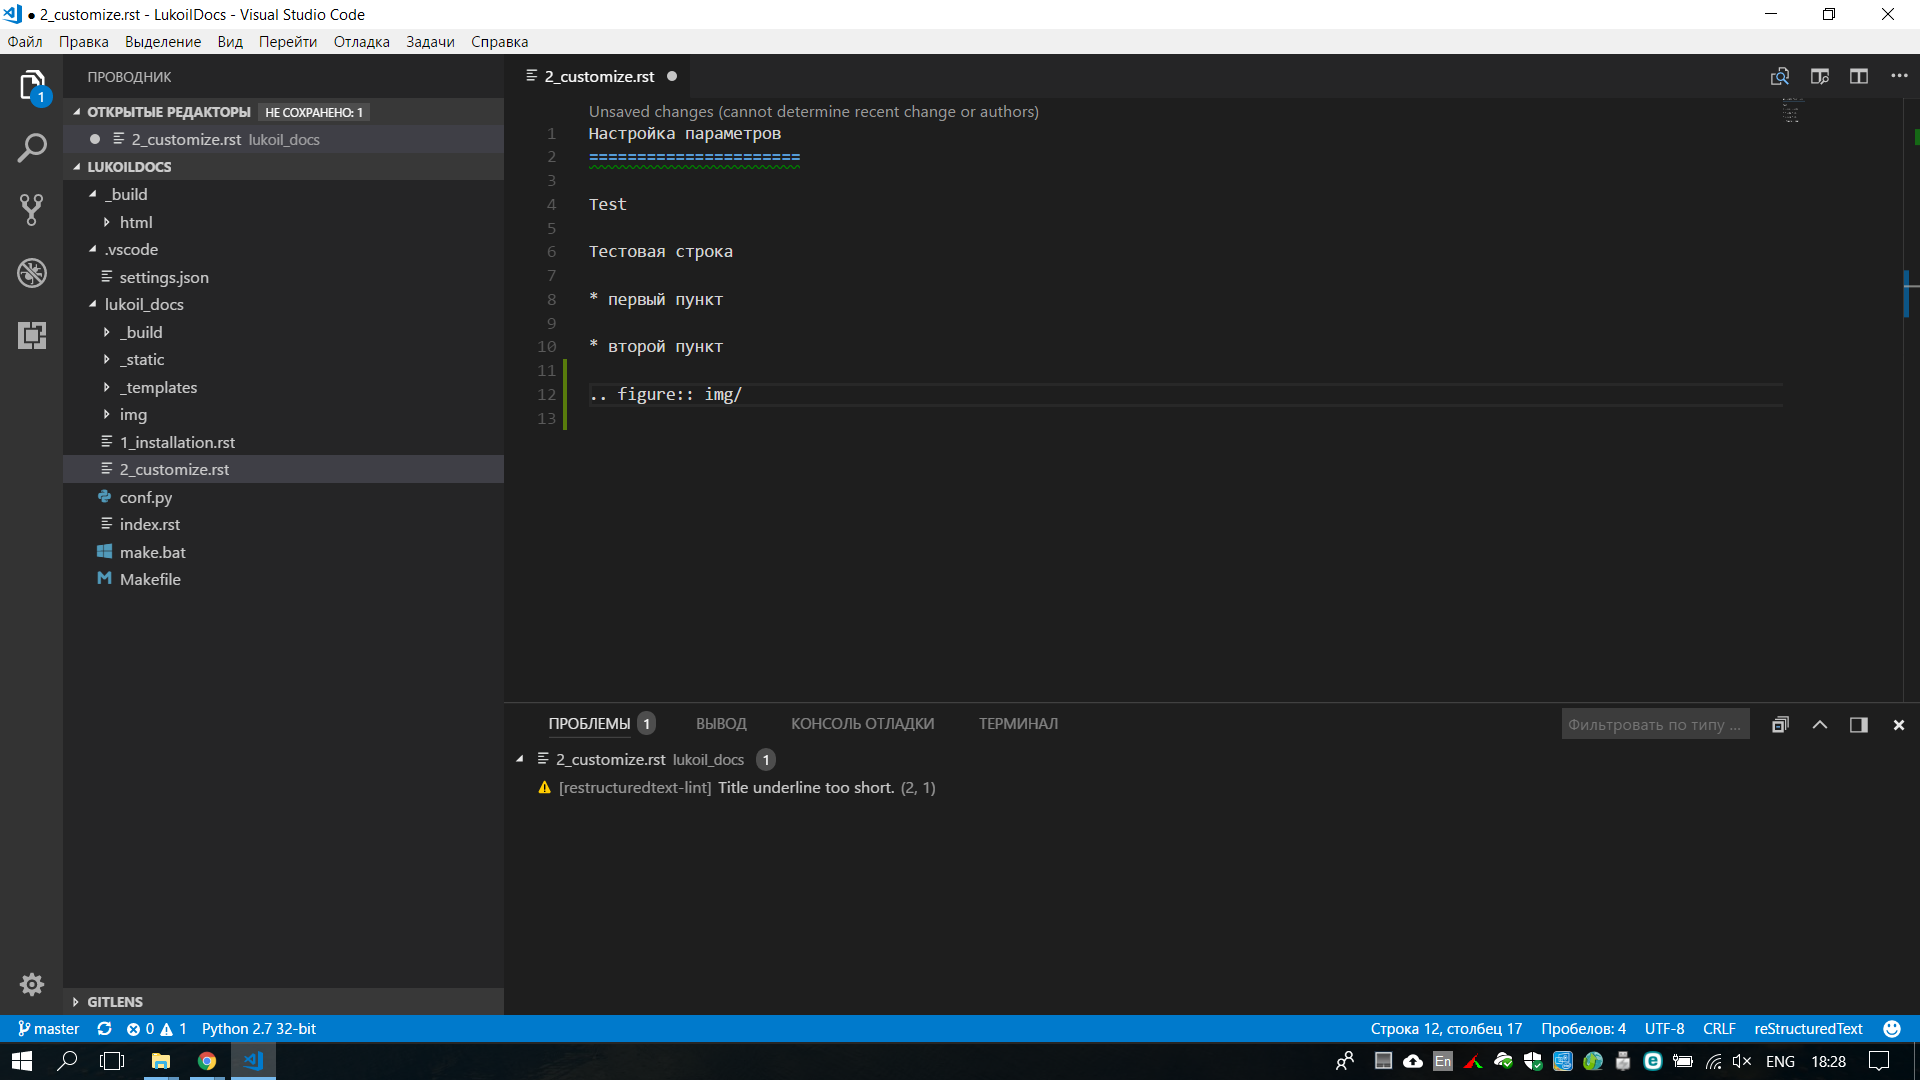 ● 2_customize.rst - LukoilDocs - Visual Studio Code
Файл Правка Выделение Вид Перейти Отладка Задачи Справка
1
ПРОВОДНИК
ОТКРЫТЫЕ РЕДАКТОРЫ НЕ СОХРАНЕНО: 1
2_customize.rst lukoil_docs
LUKOILDOCS
_build
html
.vscode
settings.json
lukoil_docs
_build
_static
_templates
img
1_installation.rst
2_customize.rst
conf.py
index.rst
make.bat
Makefile
GITLENS
2_customize.rst
Unsaved changes (cannot determine recent change or authors)
1 Настройка параметров
2 ======================
3
4 Test
5
6 Тестовая строка
7
8 * первый пункт
9
10 * второй пункт
11
12 .. figure:: img/
13
ПРОБЛЕМЫ 1 ВЫВОД КОНСОЛЬ ОТЛАДКИ ТЕРМИНАЛ Фильтровать по типу ...
2_customize.rst lukoil_docs 1
[restructuredtext-lint] Title underline too short. (2, 1)
master 0 1 Python 2.7 32-bit Строка 12, столбец 17 Пробелов: 4 UTF-8 CRLF reStructuredText
En ENG 18:28